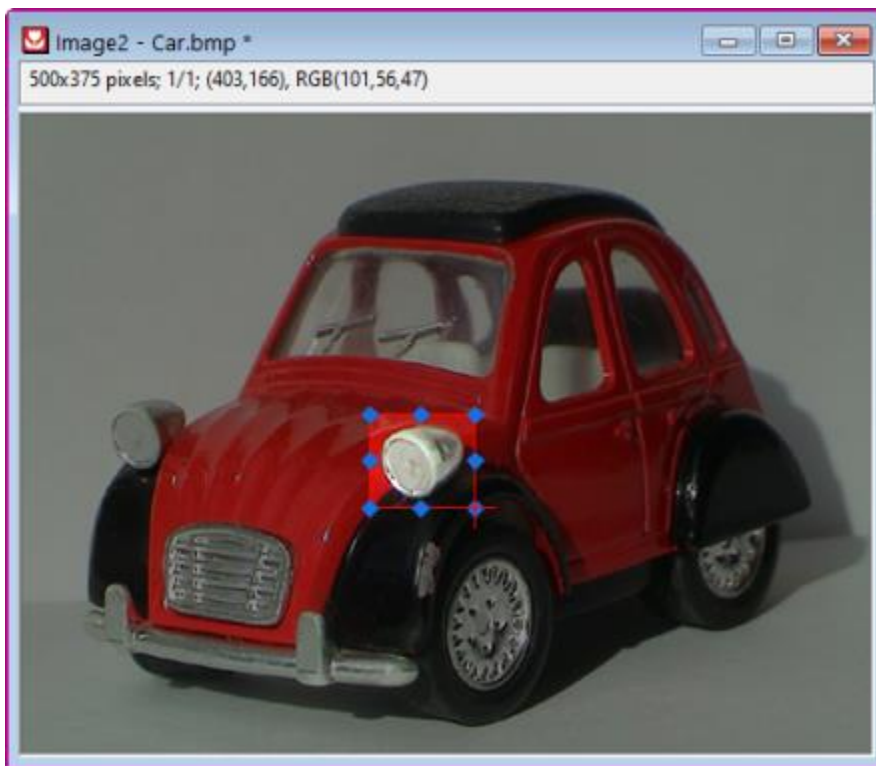 Image2 - Car.bmp *
500x375 pixels; 1/1; (403,166), RGB(101,56,47)